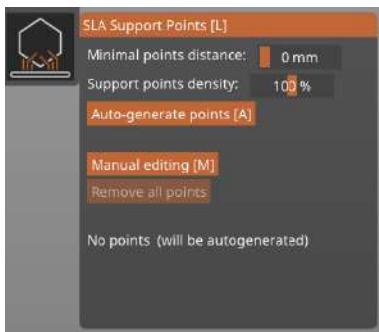 SLA Support Points [L]
Minimal points distance: 0 mm
Support points density: 100 %
Auto-generate points [A]
Manual editing [M]
Remove all points
No points (will be autogenerated)